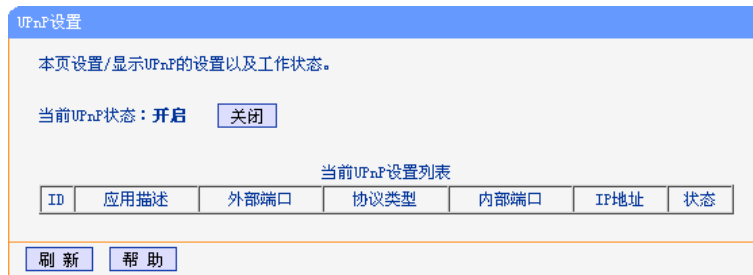 UPnP设置
本页设置/显示UPnP的设置以及工作状态。
当前UPnP状态：开启 关闭
当前UPnP设置列表
ID 应用描述 外部端口 协议类型 内部端口 IP地址 状态
刷 新 帮 助